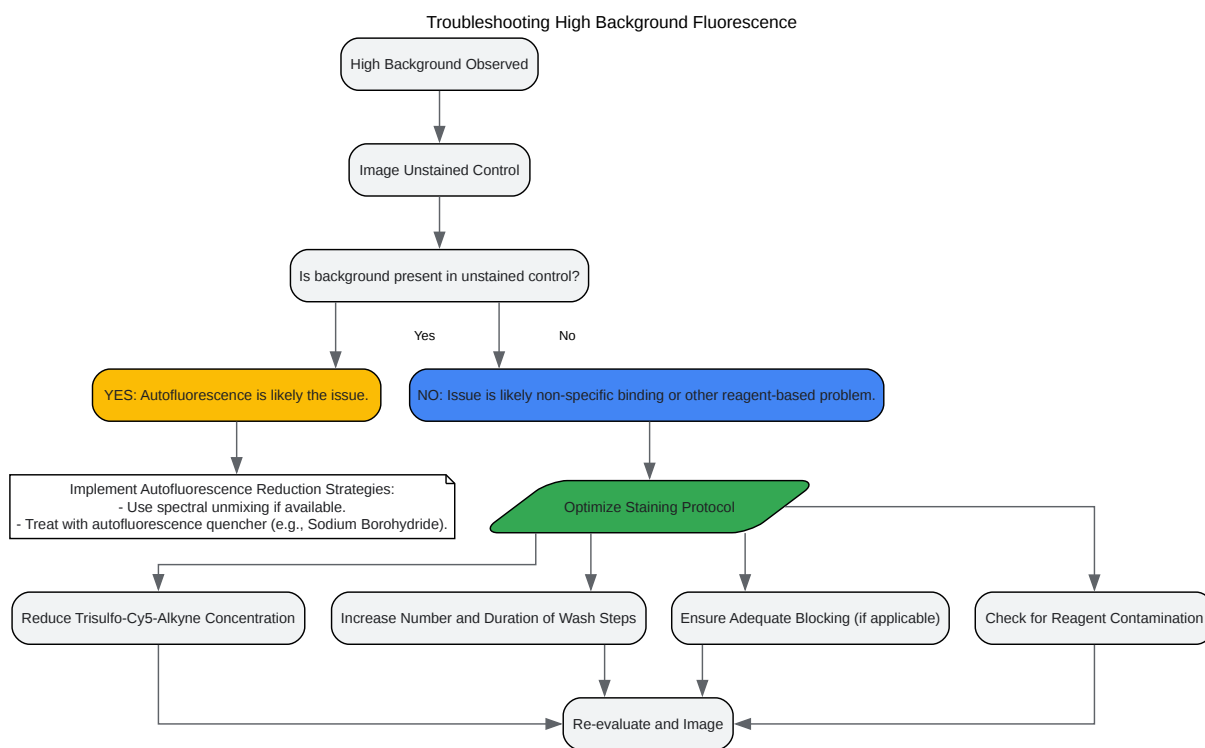 Troubleshooting High Background Fluorescence
High Background Observed
Image Unstained Control
Is background present in unstained control?
Yes
No
YES: Autofluorescence is likely the issue.
NO: Issue is likely non-specific binding or other reagent-based problem.
Implement Autofluorescence Reduction Strategies:
- Use spectral unmixing if available.
- Treat with autofluorescence quencher (e.g., Sodium Borohydride).
Optimize Staining Protocol
Reduce Trisulfo-Cy5-Alkyne Concentration
Increase Number and Duration of Wash Steps
Ensure Adequate Blocking (if applicable)
Check for Reagent Contamination
Re-evaluate and Image